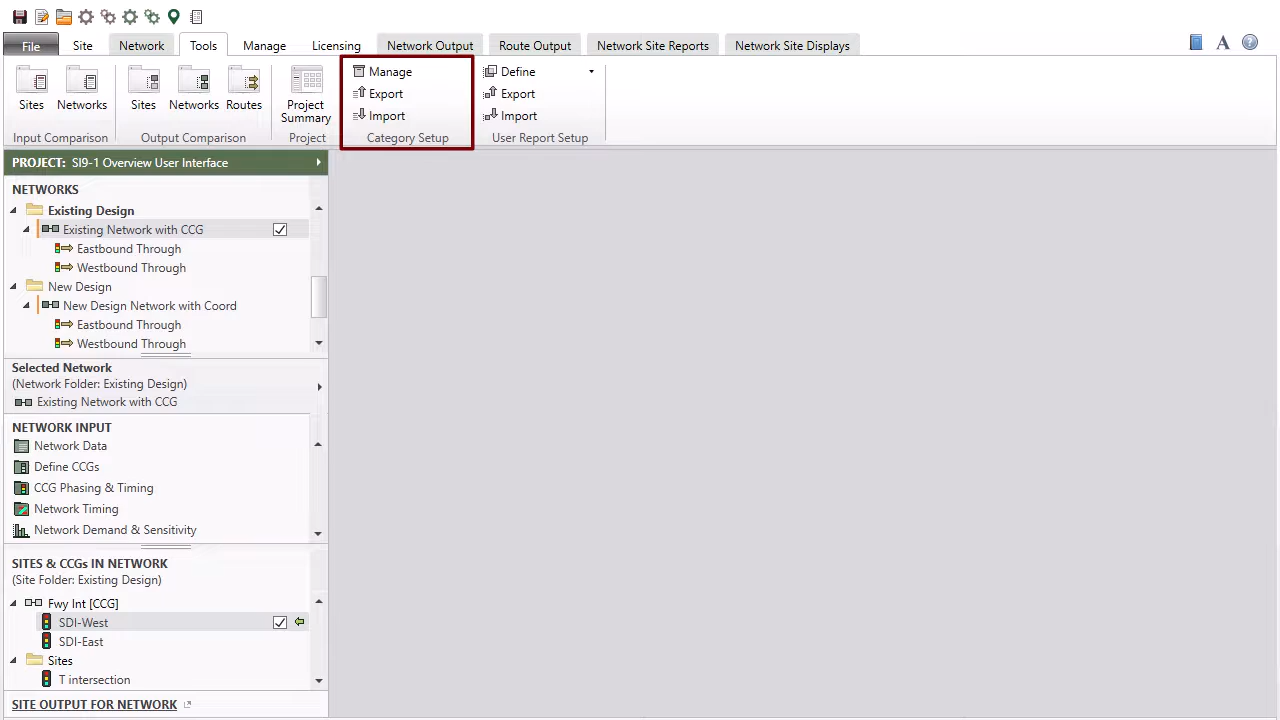 File Site Network Tools Manage Licensing Network Output Route Output Network Site Reports Network Site Displays
Sites Networks
Input Comparison
Sites Networks Routes
Output Comparison
Project
Summary
Project
Manage
Export
Import
Category Setup
Define
Export
Import
User Report Setup
PROJECT: SI9-1 Overview User Interface
NETWORKS
Existing Design
Existing Network with CCG
Eastbound Through
Westbound Through
New Design
New Design Network with Coord
Eastbound Through
Westbound Through
Selected Network
(Network Folder: Existing Design)
Existing Network with CCG
NETWORK INPUT
Network Data
Define CCGs
CCG Phasing & Timing
Network Timing
Network Demand & Sensitivity
SITES & CCGs IN NETWORK
(Site Folder: Existing Design)
Fwy Int [CCG]
SDI-West
SDI-East
Sites
T intersection
SITE OUTPUT FOR NETWORK